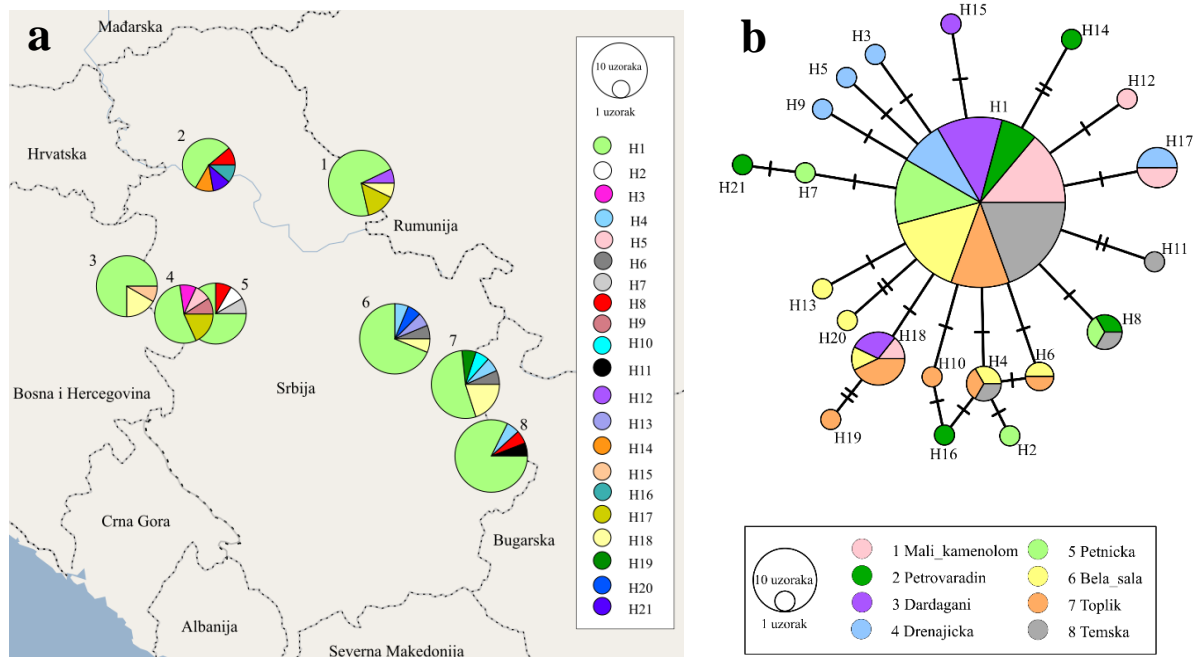 a
Mađarska
Hrvatska
Rumunija
Bosna i Hercegovina
Srbija
Crna Gora
Bugarska
Albanija
Severna Makedonija
1
2
3
4
5
6
7
8
10 uzoraka
1 uzorak
H1
H2
H3
H4
H5
H6
H7
H8
H9
H10
H11
H12
H13
H14
H15
H16
H17
H18
H19
H20
H21
b
H15
H3
H14
H5
H1
H12
H9
H17
H21
H7
H11
H13
H20
H18
H8
H10
H4
H6
H19
H16
H2
10 uzoraka
1 uzorak
1 Mali_kamenolom
2 Petrovaradin
3 Dardagani
4 Drenajicka
5 Petnicka
6 Bela_sala
7 Toplik
8 Temska